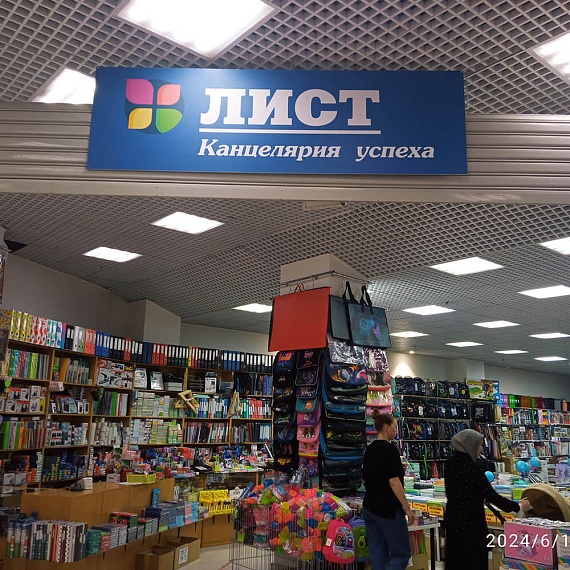 ЛИСТ
Канцелярия успеха
2024/6/1